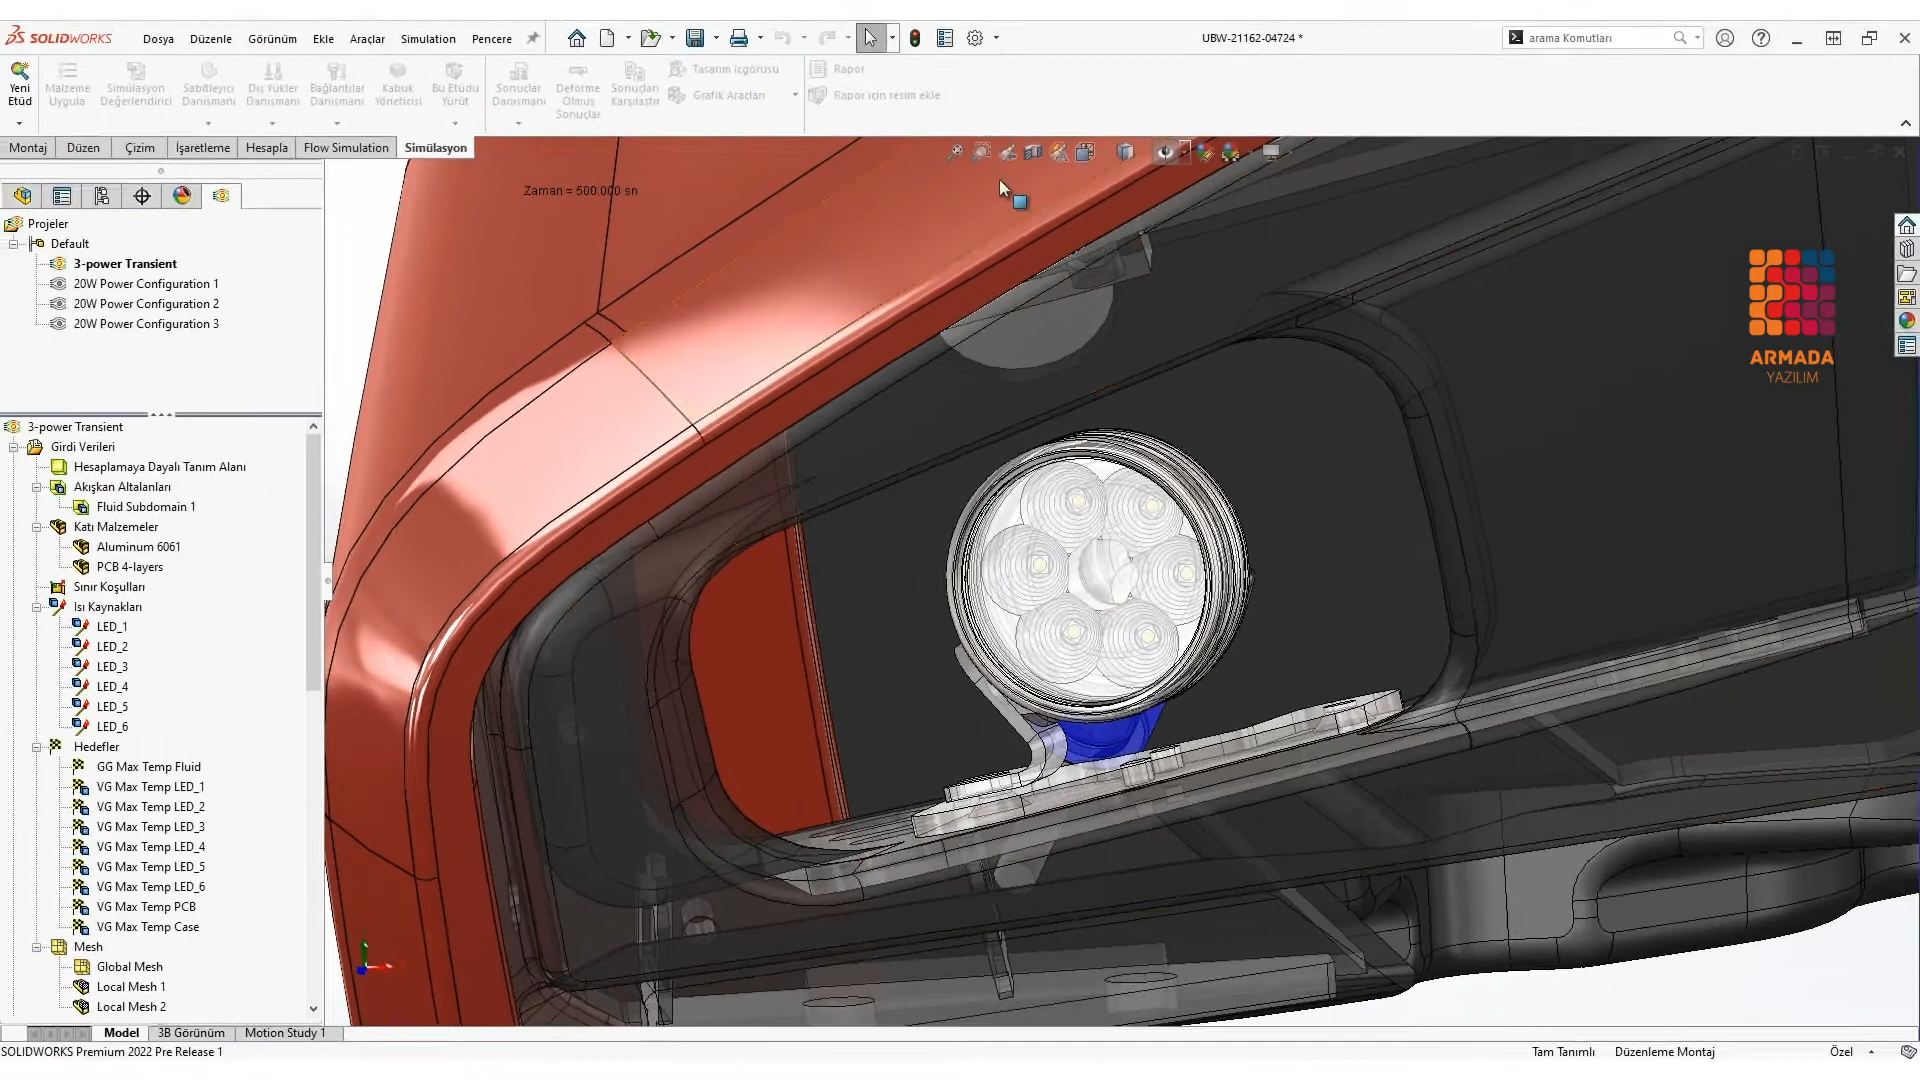 SOLIDWORKS
Dosya
Düzenle
Görünüm
Ekle
Araçlar
Simulation
Pencere
UBW-21162-04724 *
arama Komutları
Yeni Etüd
Malzeme Uygula
Simülasyon Değerlendirici
Sabitleyici Danışmanı
Dış Yükler Danışmanı
Bağlantılar Danışmanı
Kabuk Yöneticisi
Bu Etüdü Yürüt
Sonuçlar Danışmanı
Deforme Olmuş Sonuçlar
Sonuçları Karşılaştır
Tasarım İçgörüsü
Grafik Araçları
Rapor
Rapor için resim ekle
Montaj
Düzen
Çizim
İşaretleme
Hesapla
Flow Simulation
Simülasyon
Zaman = 500.000 sn
Projeler
Default
3-power Transient
20W Power Configuration 1
20W Power Configuration 2
20W Power Configuration 3
ARMADA
YAZILIM
3-power Transient
Girdi Verileri
Hesaplamaya Dayalı Tanım Alanı
Akışkan Altalanları
Fluid Subdomain 1
Katı Malzemeler
Aluminum 6061
PCB 4-layers
Sınır Koşulları
Isı Kaynakları
LED_1
LED_2
LED_3
LED_4
LED_5
LED_6
Hedefler
GG Max Temp Fluid
VG Max Temp LED_1
VG Max Temp LED_2
VG Max Temp LED_3
VG Max Temp LED_4
VG Max Temp LED_5
VG Max Temp LED_6
VG Max Temp PCB
VG Max Temp Case
Mesh
Global Mesh
Local Mesh 1
Local Mesh 2
Model
3B Görünüm
Motion Study 1
SOLIDWORKS Premium 2022 Pre Release 1
Tam Tanımlı
Düzenleme Montaj
Özel